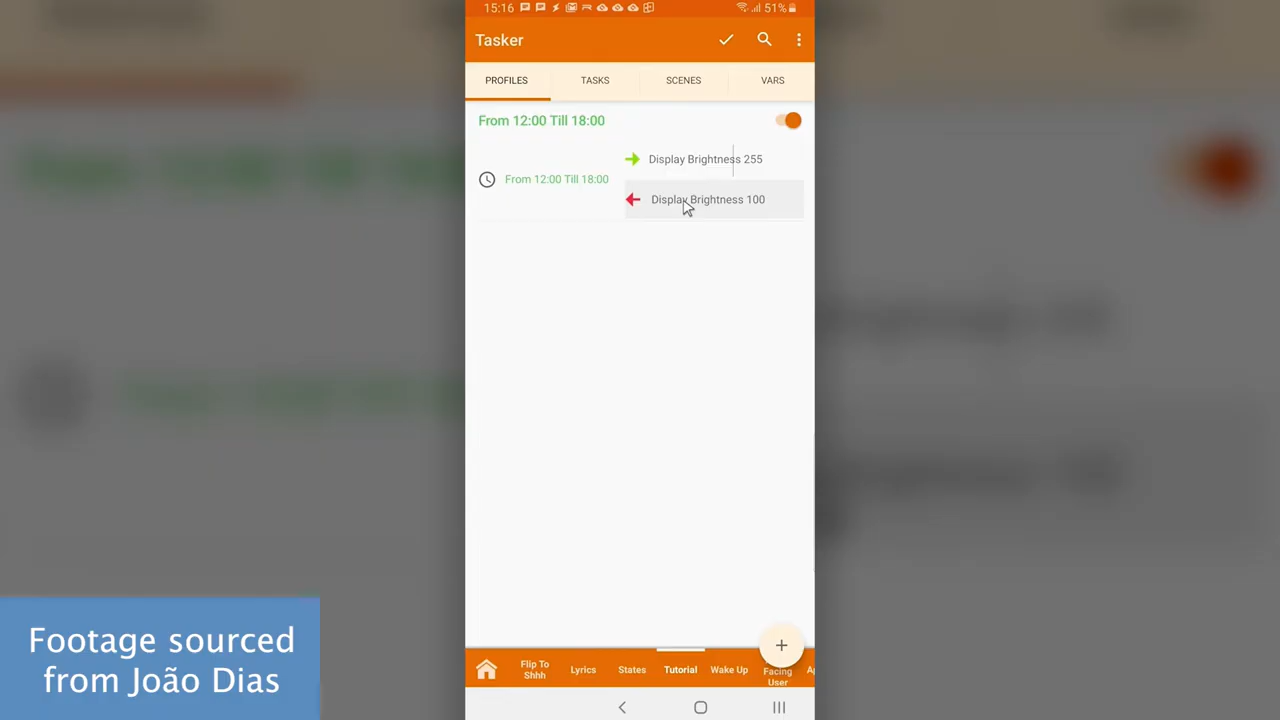 15:16
51%
Tasker
PROFILES
TASKS
SCENES
VARS
From 12:00 Till 18:00
Display Brightness 255
From 12:00 Till 18:00
Display Brightness 100
Footage sourced
from João Dias
Flip To
Shhh
Lyrics
States
Tutorial
Wake Up
Facing
User